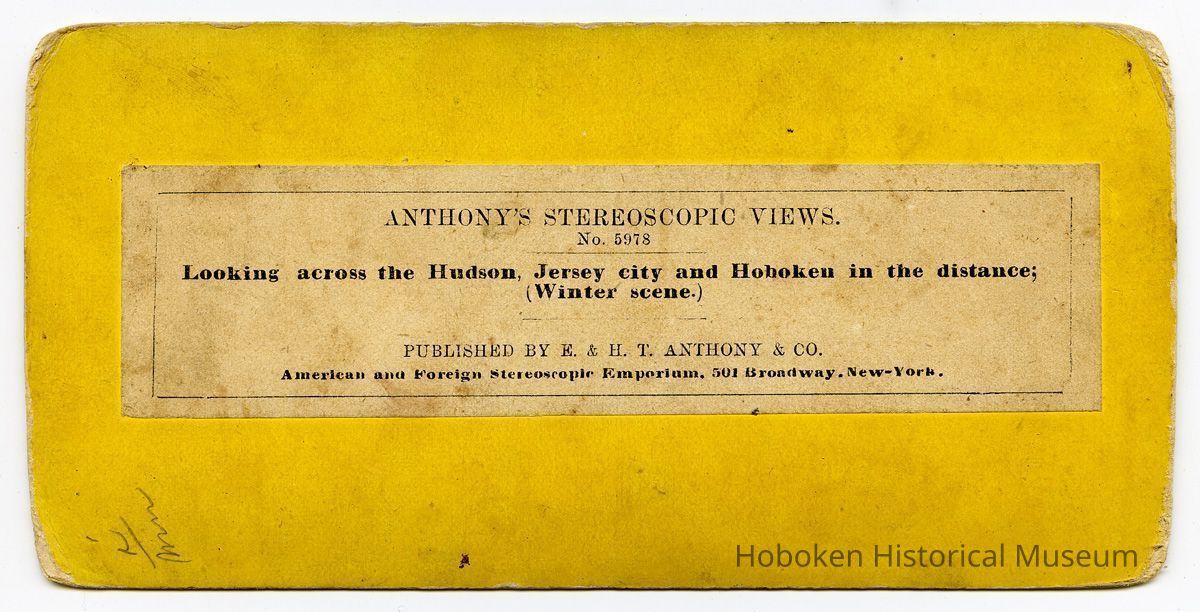 ANTHONY'S STEREOSCOPIC VIEWS.
No. 5978
Looking across the Hudson, Jersey city and Hoboken in the distance;
(Winter scene.)
PUBLISHED BY E. & H. T. ANTHONY & CO.
American and Foreign Stereoscopic Emporium, 501 Broadway, New-York.
Hoboken Historical Museum